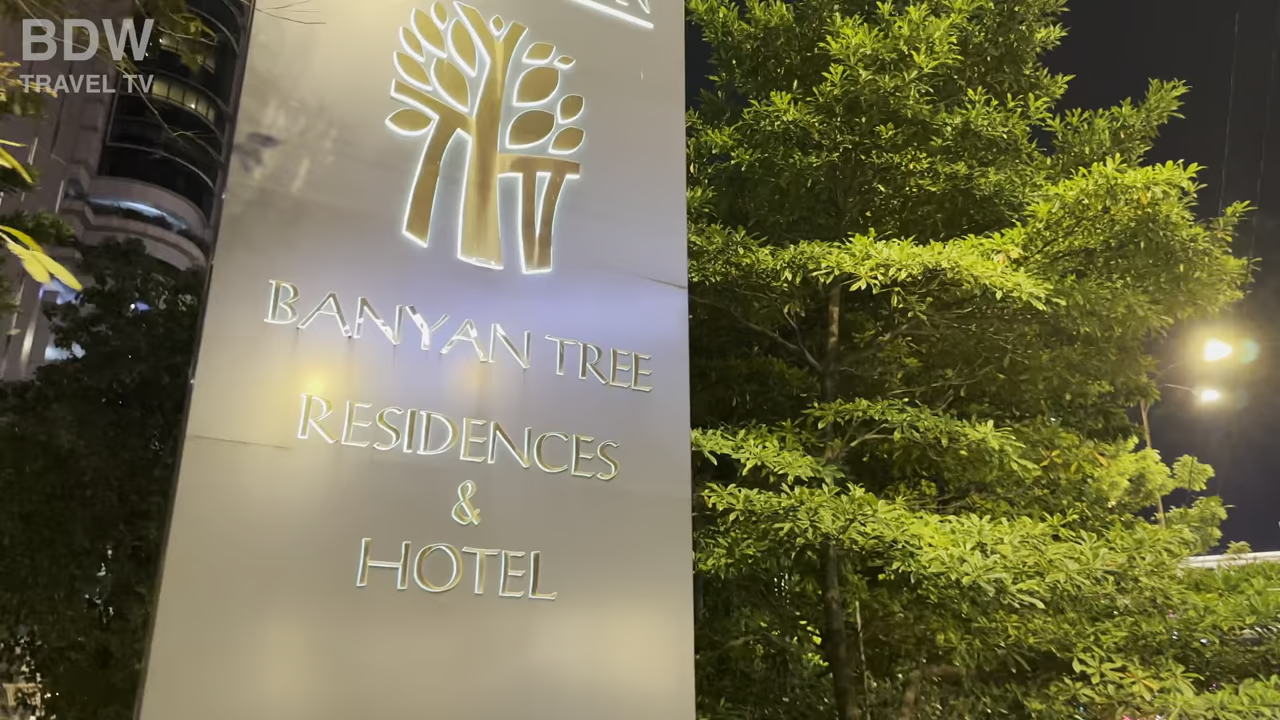 BDW
TRAVEL TV
BANYAN TREE
RESIDENCES
&
HOTEL